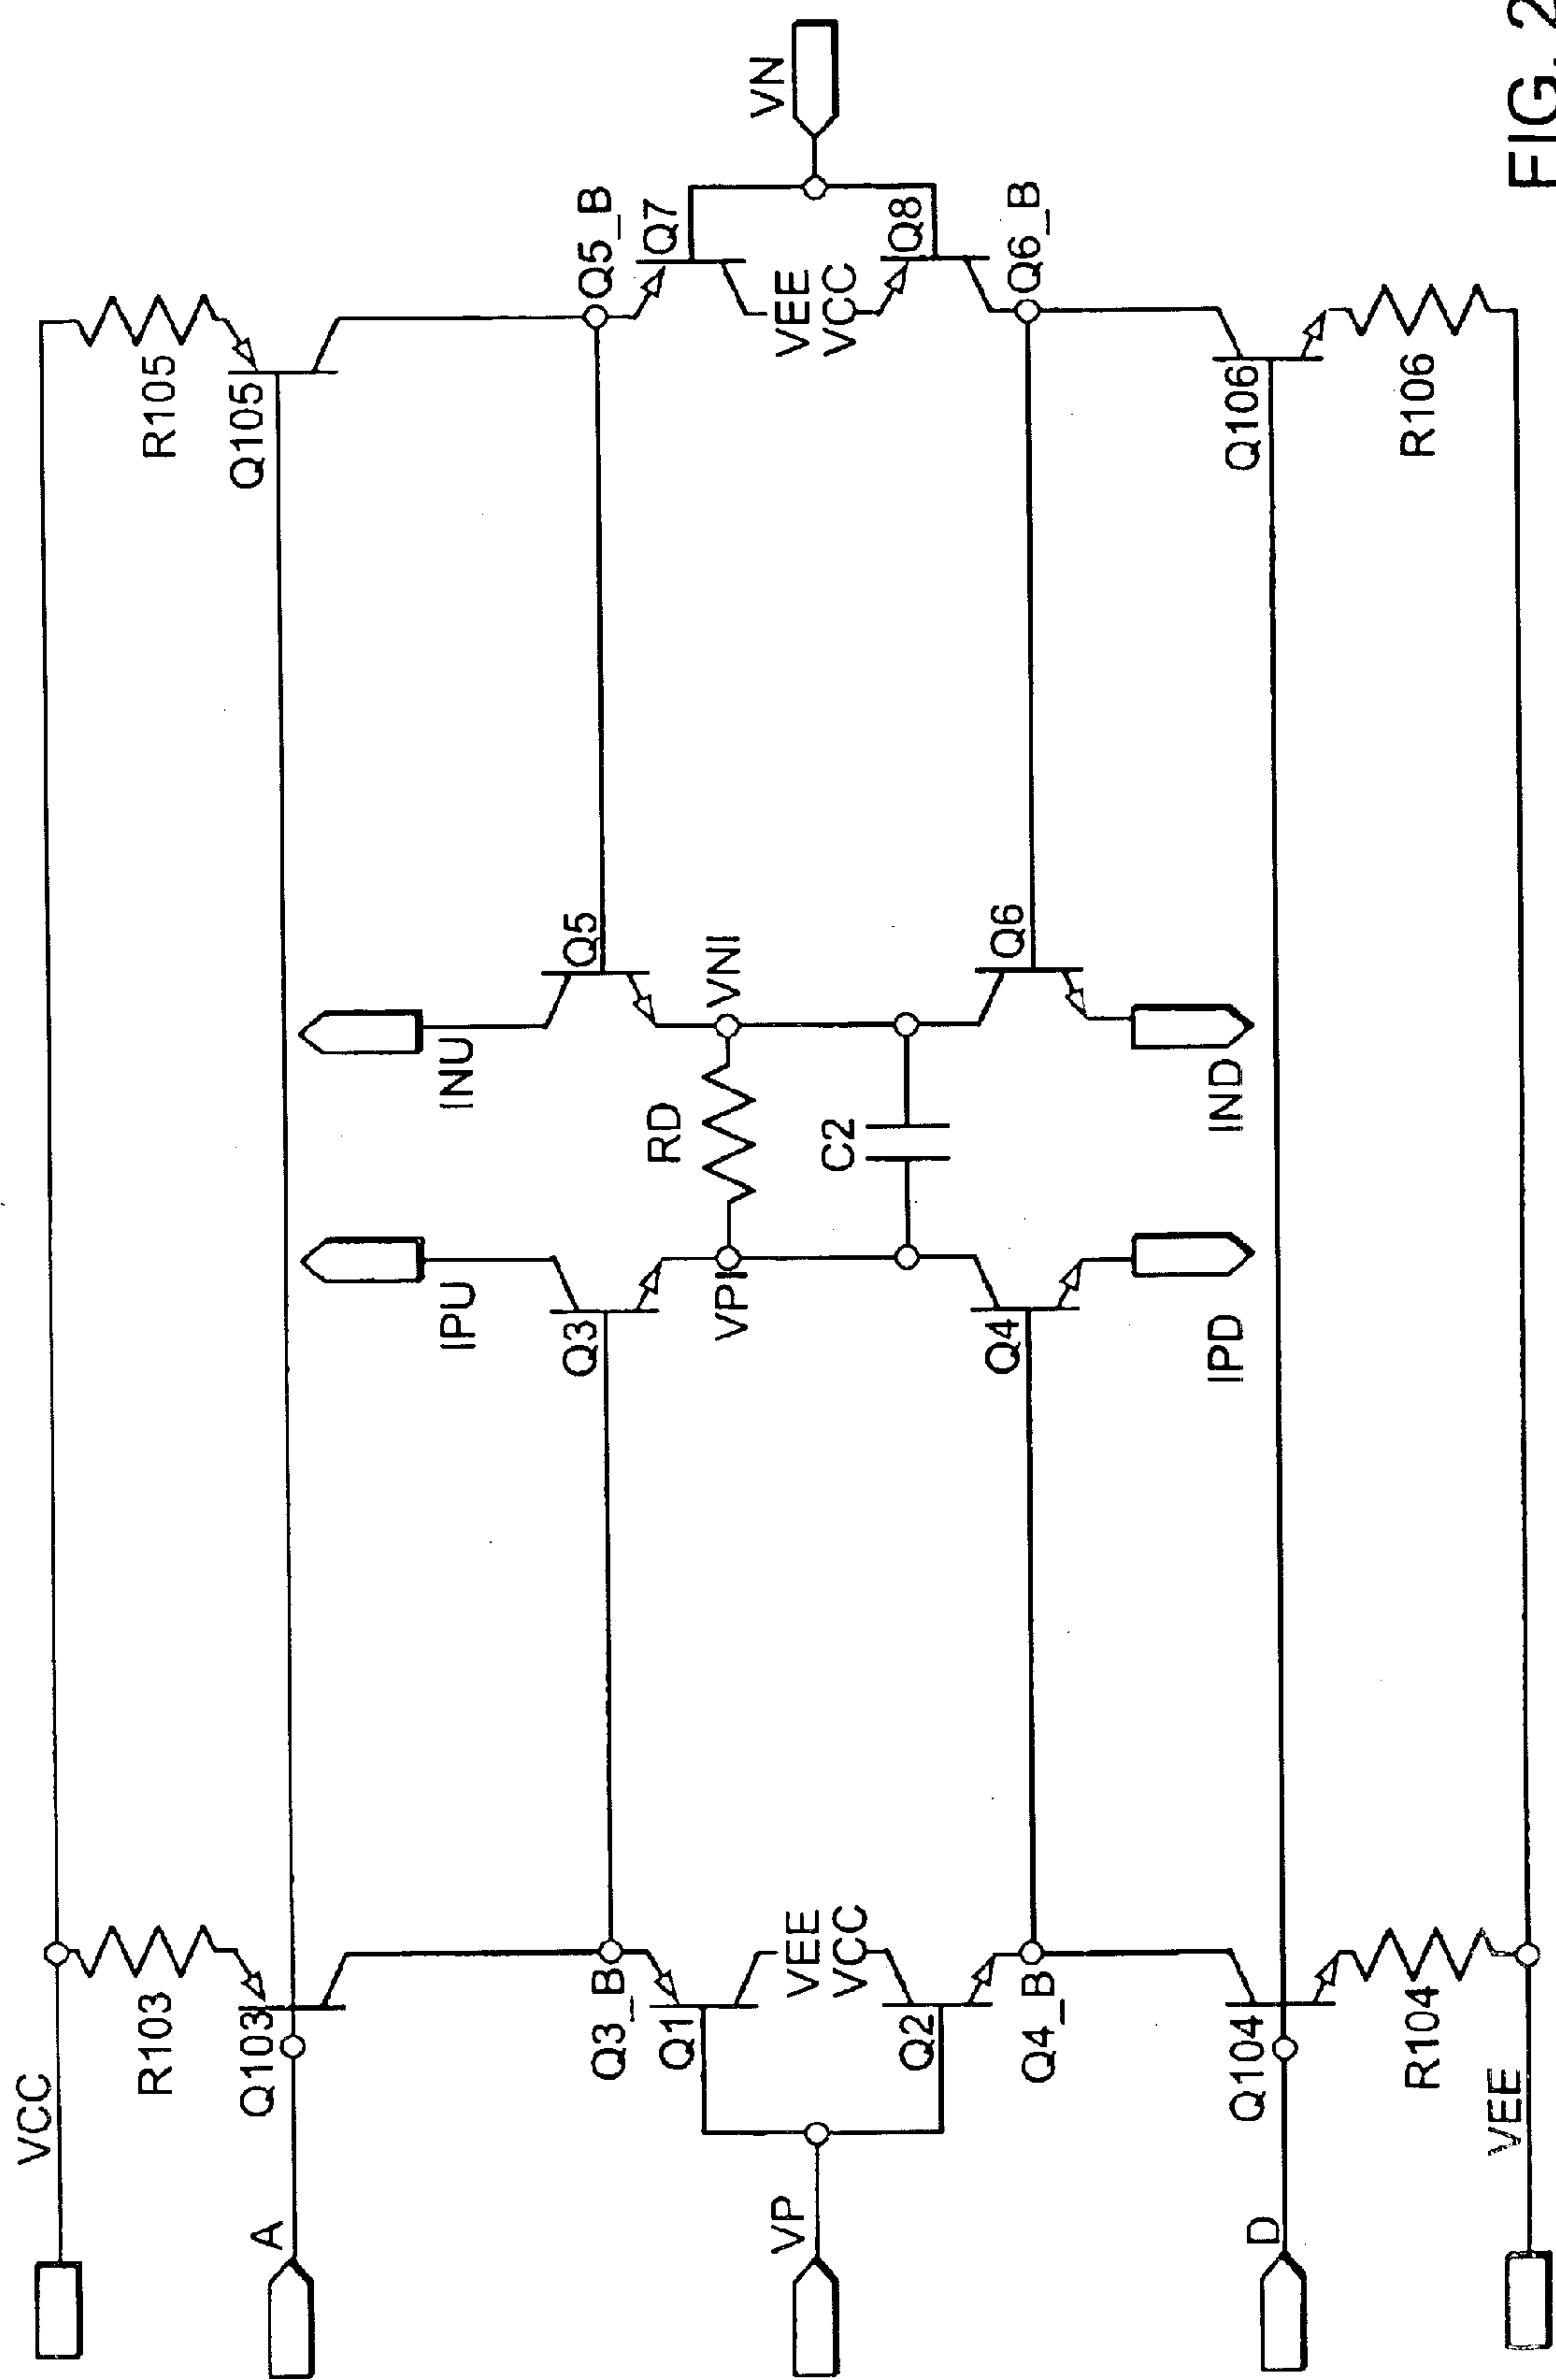 VCC
R103
R105
A
Q103
Q105
IPU
INU
Q3_B
Q3
Q5
Q5_B
Q1
RD
Q7
VP
VEE
VPI
VNI
VEE
VN
VCC
C2
VCC
Q2
Q8
Q4_B
Q4
Q6
Q6_B
D
Q104
IPD
IND
Q106
R104
R106
VEE
FIG. 2